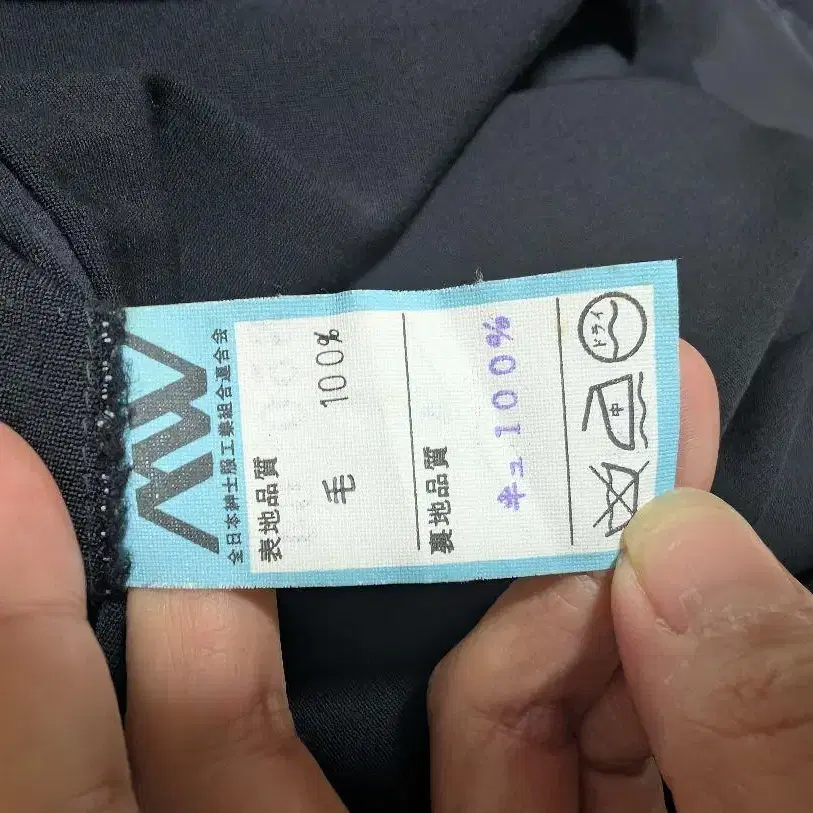 全日本紳士服工業組合連合会
表地品質
毛 100%
裏地品質
キュ 100%
ドライ
中